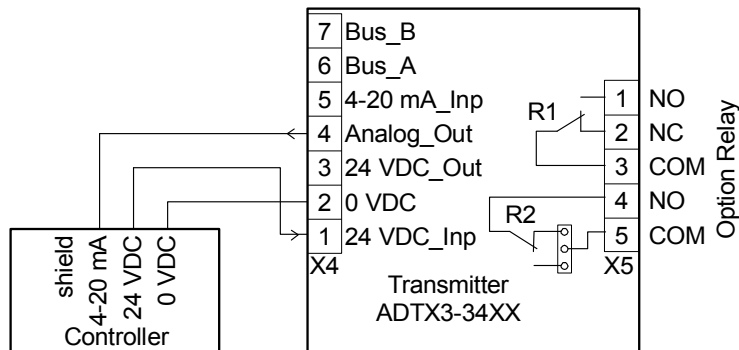 7 Bus_B
6 Bus_A
5 4-20 mA_Inp
4 Analog_Out
3 24 VDC_Out
2 0 VDC
1 24 VDC_Inp
X4
R1
R2
1 NO
2 NC
3 COM
4 NO
5 COM
X5
Option Relay
Transmitter
ADTX3-34XX
shield
4-20 mA
24 VDC
0 VDC
Controller